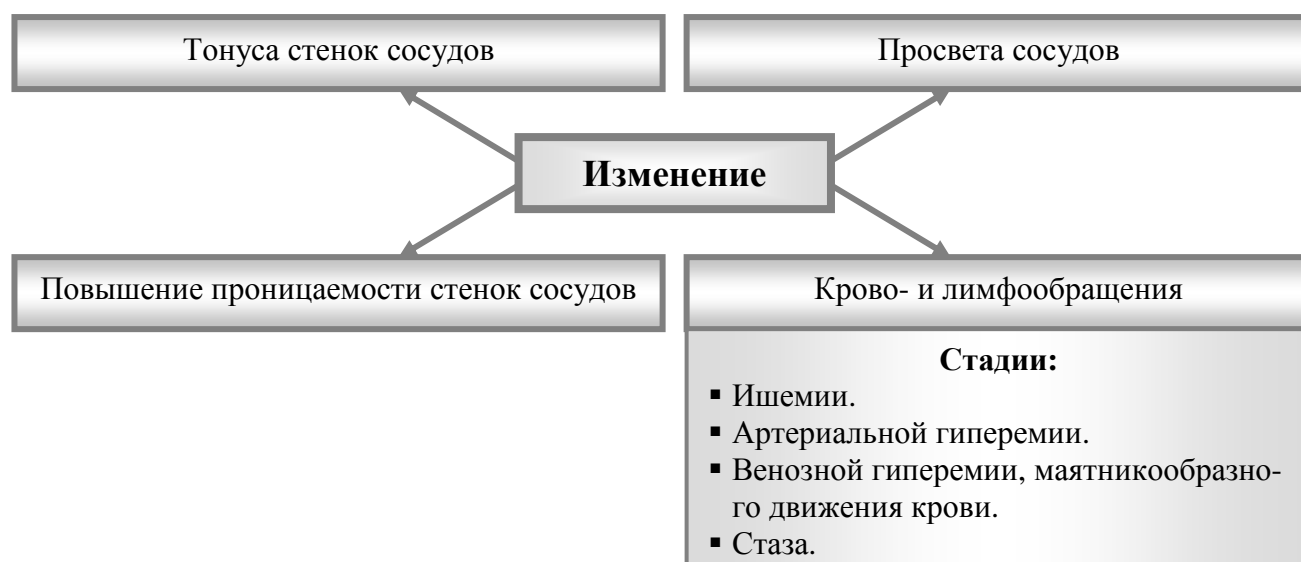 Тонуса стенок сосудов
Просвета сосудов
Изменение
Повышение проницаемости стенок сосудов
Крово- и лимфообращения
Стадии:
▪ Ишемии.
▪ Артериальной гиперемии.
▪ Венозной гиперемии, маятникообразно-
го движения крови.
▪ Стаза.